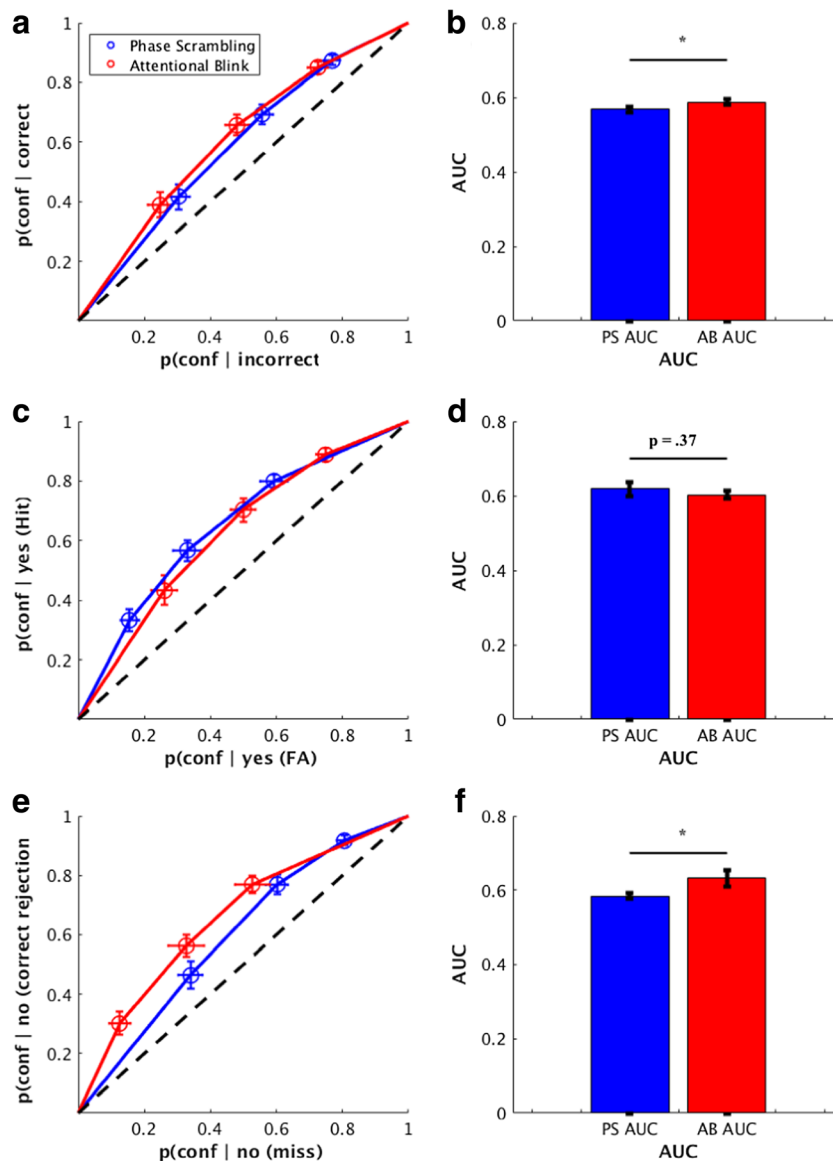 a
1
0.8
0.6
0.4
0.2
0.2 0.4 0.6 0.8 1
p(conf | correct
p(conf | incorrect
Phase Scrambling
Attentional Blink
b
0.8
0.6
0.4
0.2
0
AUC
*
PS AUC AB AUC
AUC
c
1
0.8
0.6
0.4
0.2
0.2 0.4 0.6 0.8 1
p(conf | yes (Hit)
p(conf | yes (FA)
d
0.8
0.6
0.4
0.2
0
AUC
p = .37
PS AUC AB AUC
AUC
e
1
0.8
0.6
0.4
0.2
0.2 0.4 0.6 0.8 1
p(conf | no (correct rejection
p(conf | no (miss)
f
0.8
0.6
0.4
0.2
0
AUC
*
PS AUC AB AUC
AUC